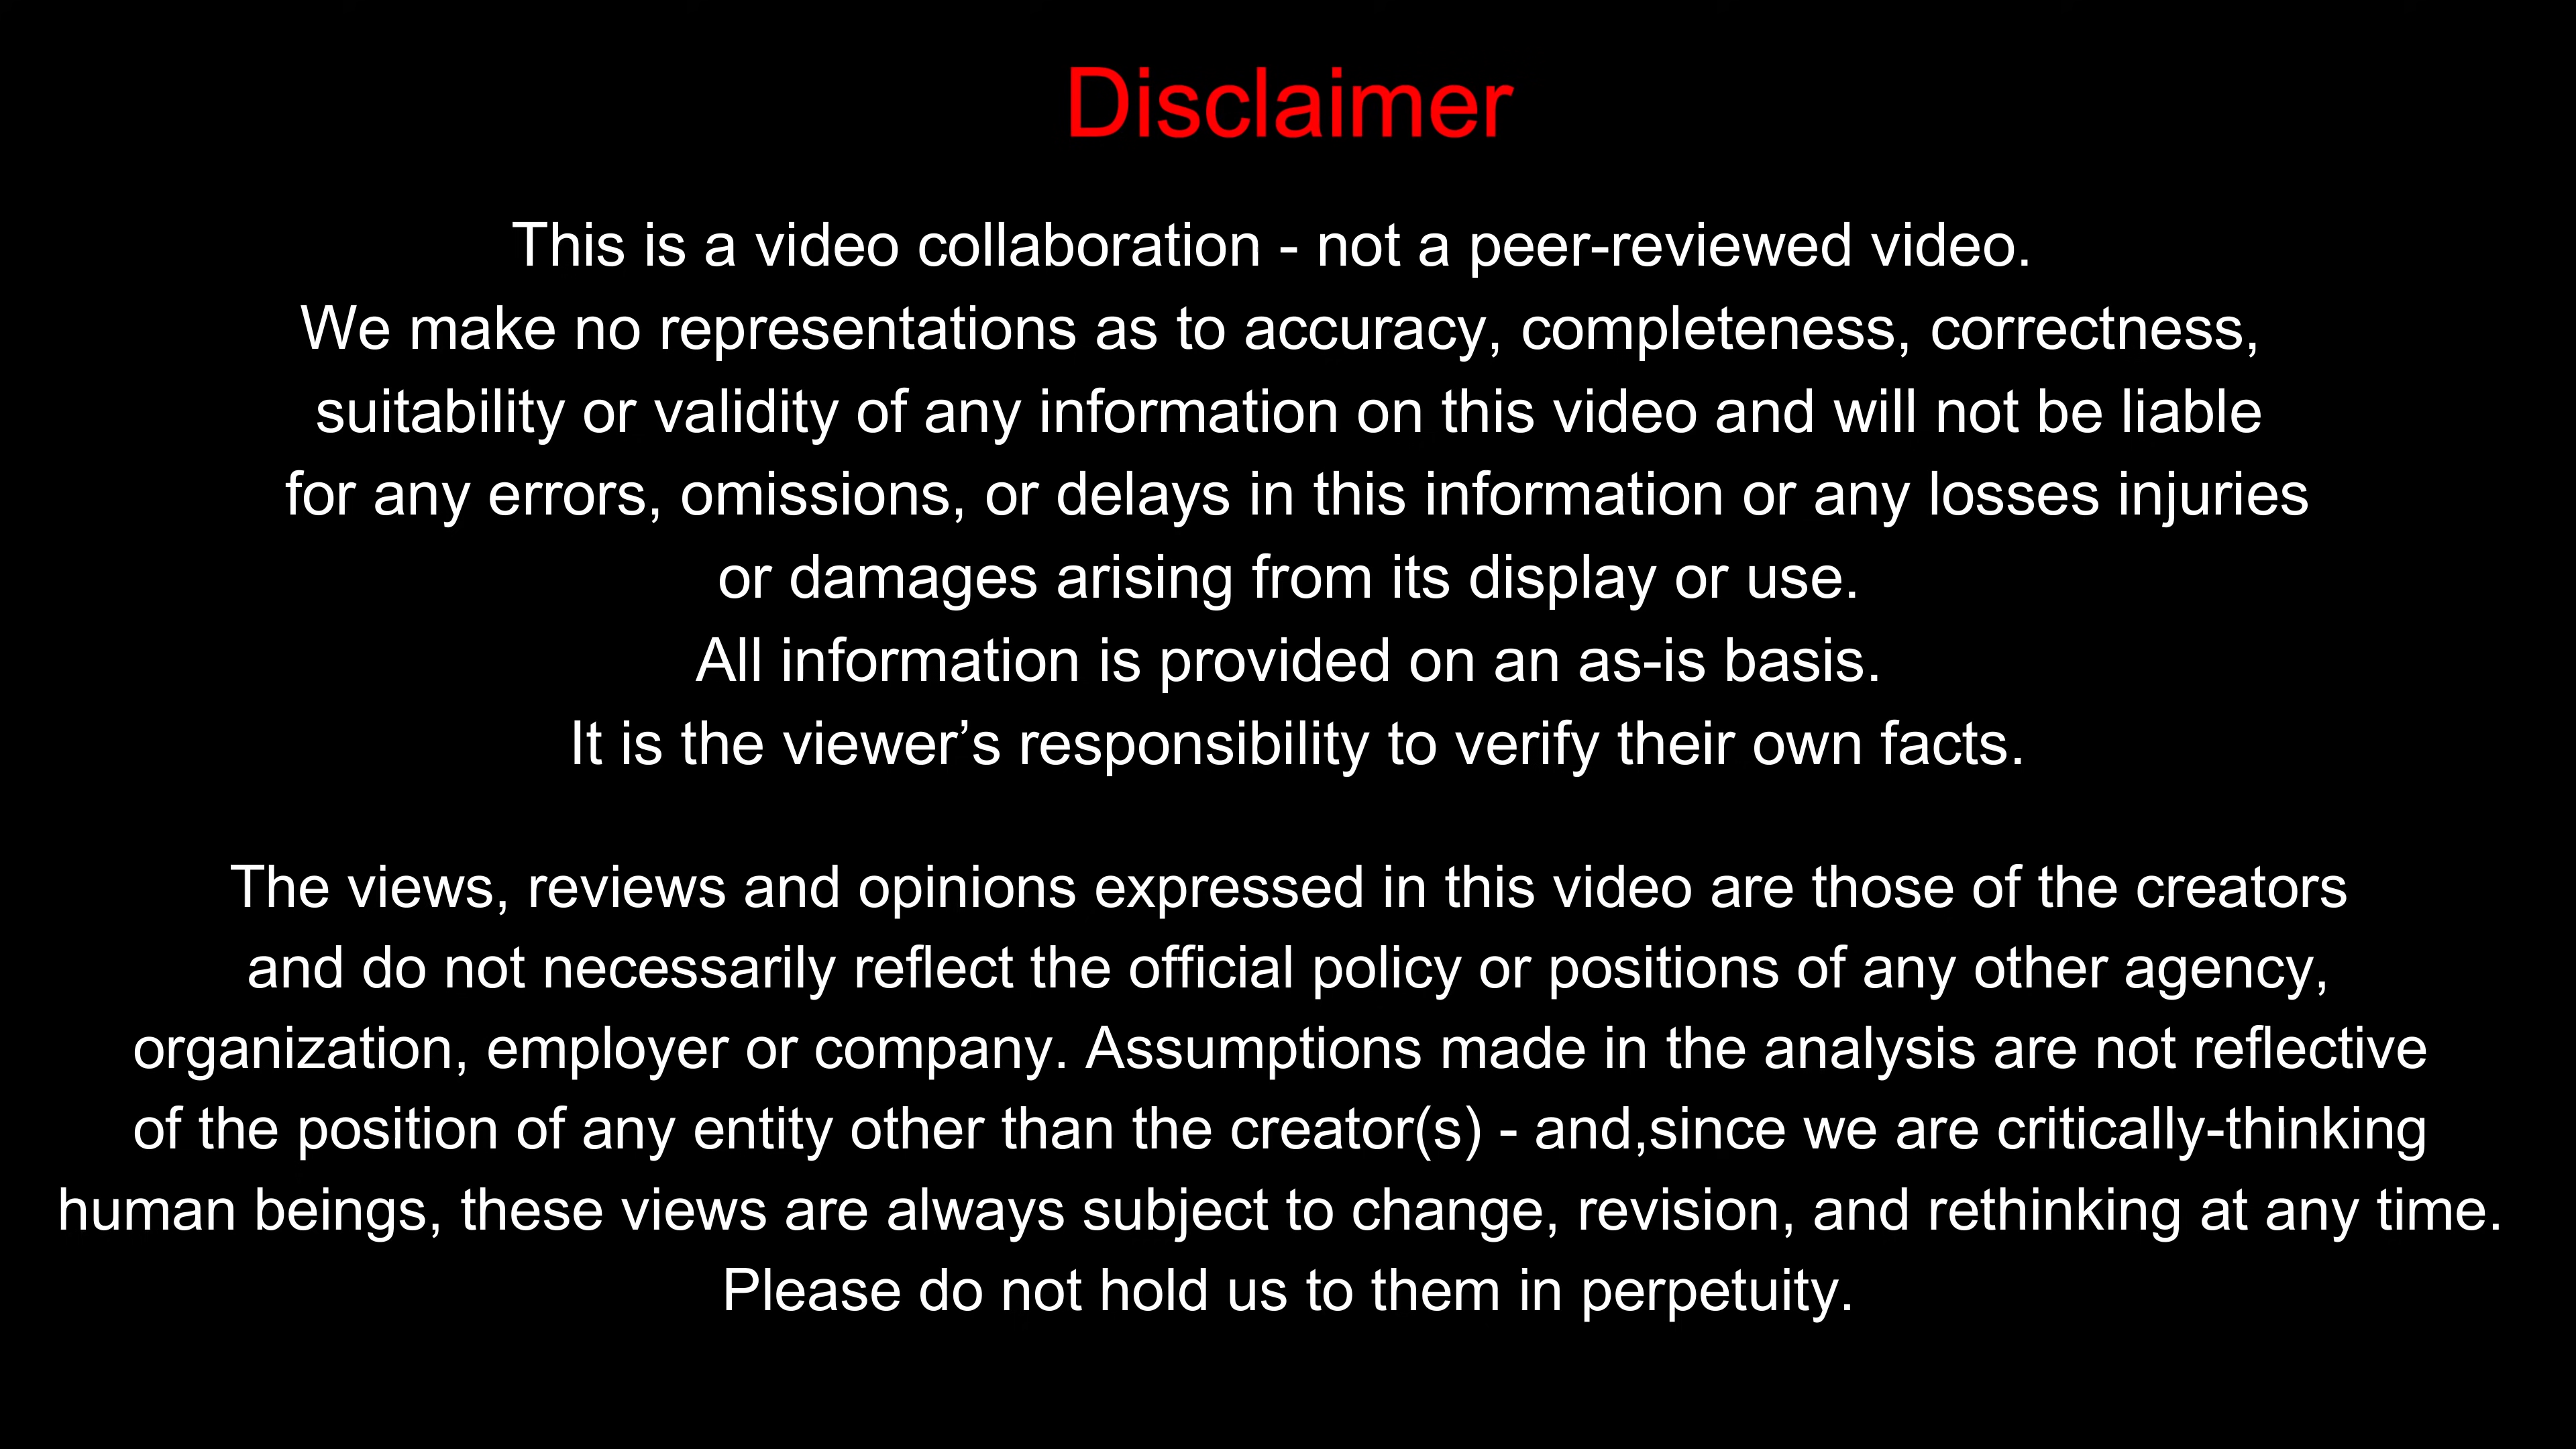 Disclaimer
This is a video collaboration - not a peer-reviewed video.
We make no representations as to accuracy, completeness, correctness,
suitability or validity of any information on this video and will not be liable
for any errors, omissions, or delays in this information or any losses injuries
or damages arising from its display or use.
All information is provided on an as-is basis.
It is the viewer’s responsibility to verify their own facts.
The views, reviews and opinions expressed in this video are those of the creators
and do not necessarily reflect the official policy or positions of any other agency,
organization, employer or company. Assumptions made in the analysis are not reflective
of the position of any entity other than the creator(s) - and,since we are critically-thinking
human beings, these views are always subject to change, revision, and rethinking at any time.
Please do not hold us to them in perpetuity.